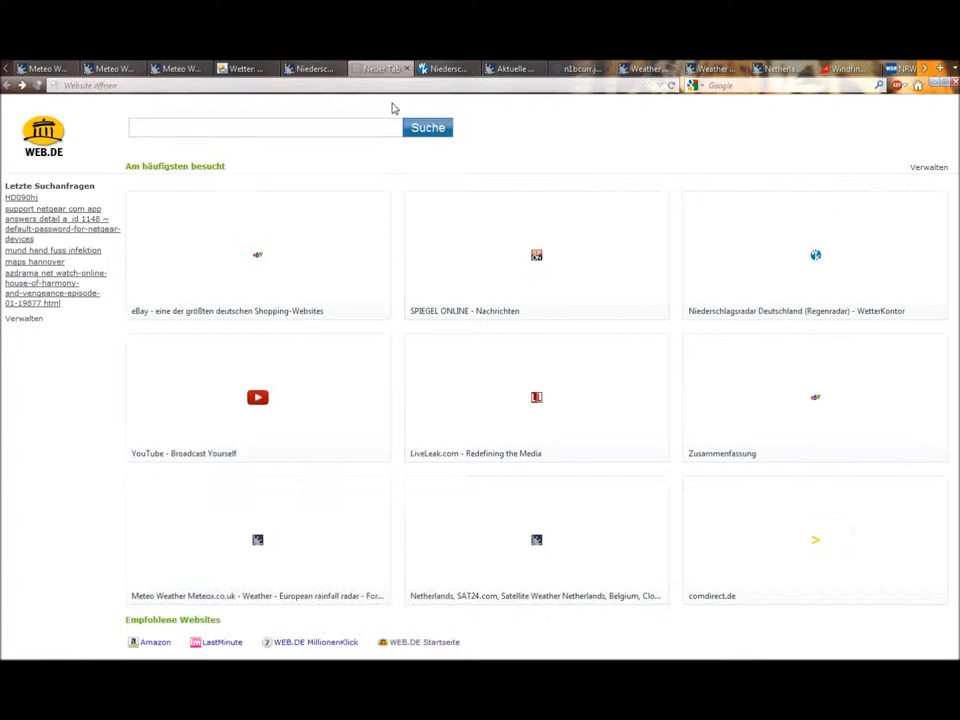 Meteo W...
Meteo W...
Meteo W...
Wetter: ...
Niedersc...
Neuer Tab
Niedersc...
Aktuelle ...
n1bcurr.j...
Weather ...
Weather ...
Netherla...
Windfin...
WDR NRW
Website öffnen
Google
WEB.DE
Suche
Am häufigsten besucht
Verwalten
Letzte Suchanfragen
HD090hj
support netgear com app
answers detail a_id 1148 ~
default-password-for-netgear-
devices
mund hand fuss infektion
maps hannover
azdrama net watch-online-
house-of-harmony-
and-vengeance-episode-
01-19877 html
Verwalten
eBay - eine der größten deutschen Shopping-Websites
SPIEGEL ONLINE - Nachrichten
Niederschlagsradar Deutschland (Regenradar) - WetterKontor
YouTube - Broadcast Yourself
LiveLeak.com - Redefining the Media
Zusammenfassung
Meteo Weather Meteox.co.uk - Weather - European rainfall radar - For...
Netherlands, SAT24.com, Satellite Weather Netherlands, Belgium, Clo...
comdirect.de
Empfohlene Websites
Amazon
LastMinute
WEB.DE MillionenKlick
WEB.DE Startseite